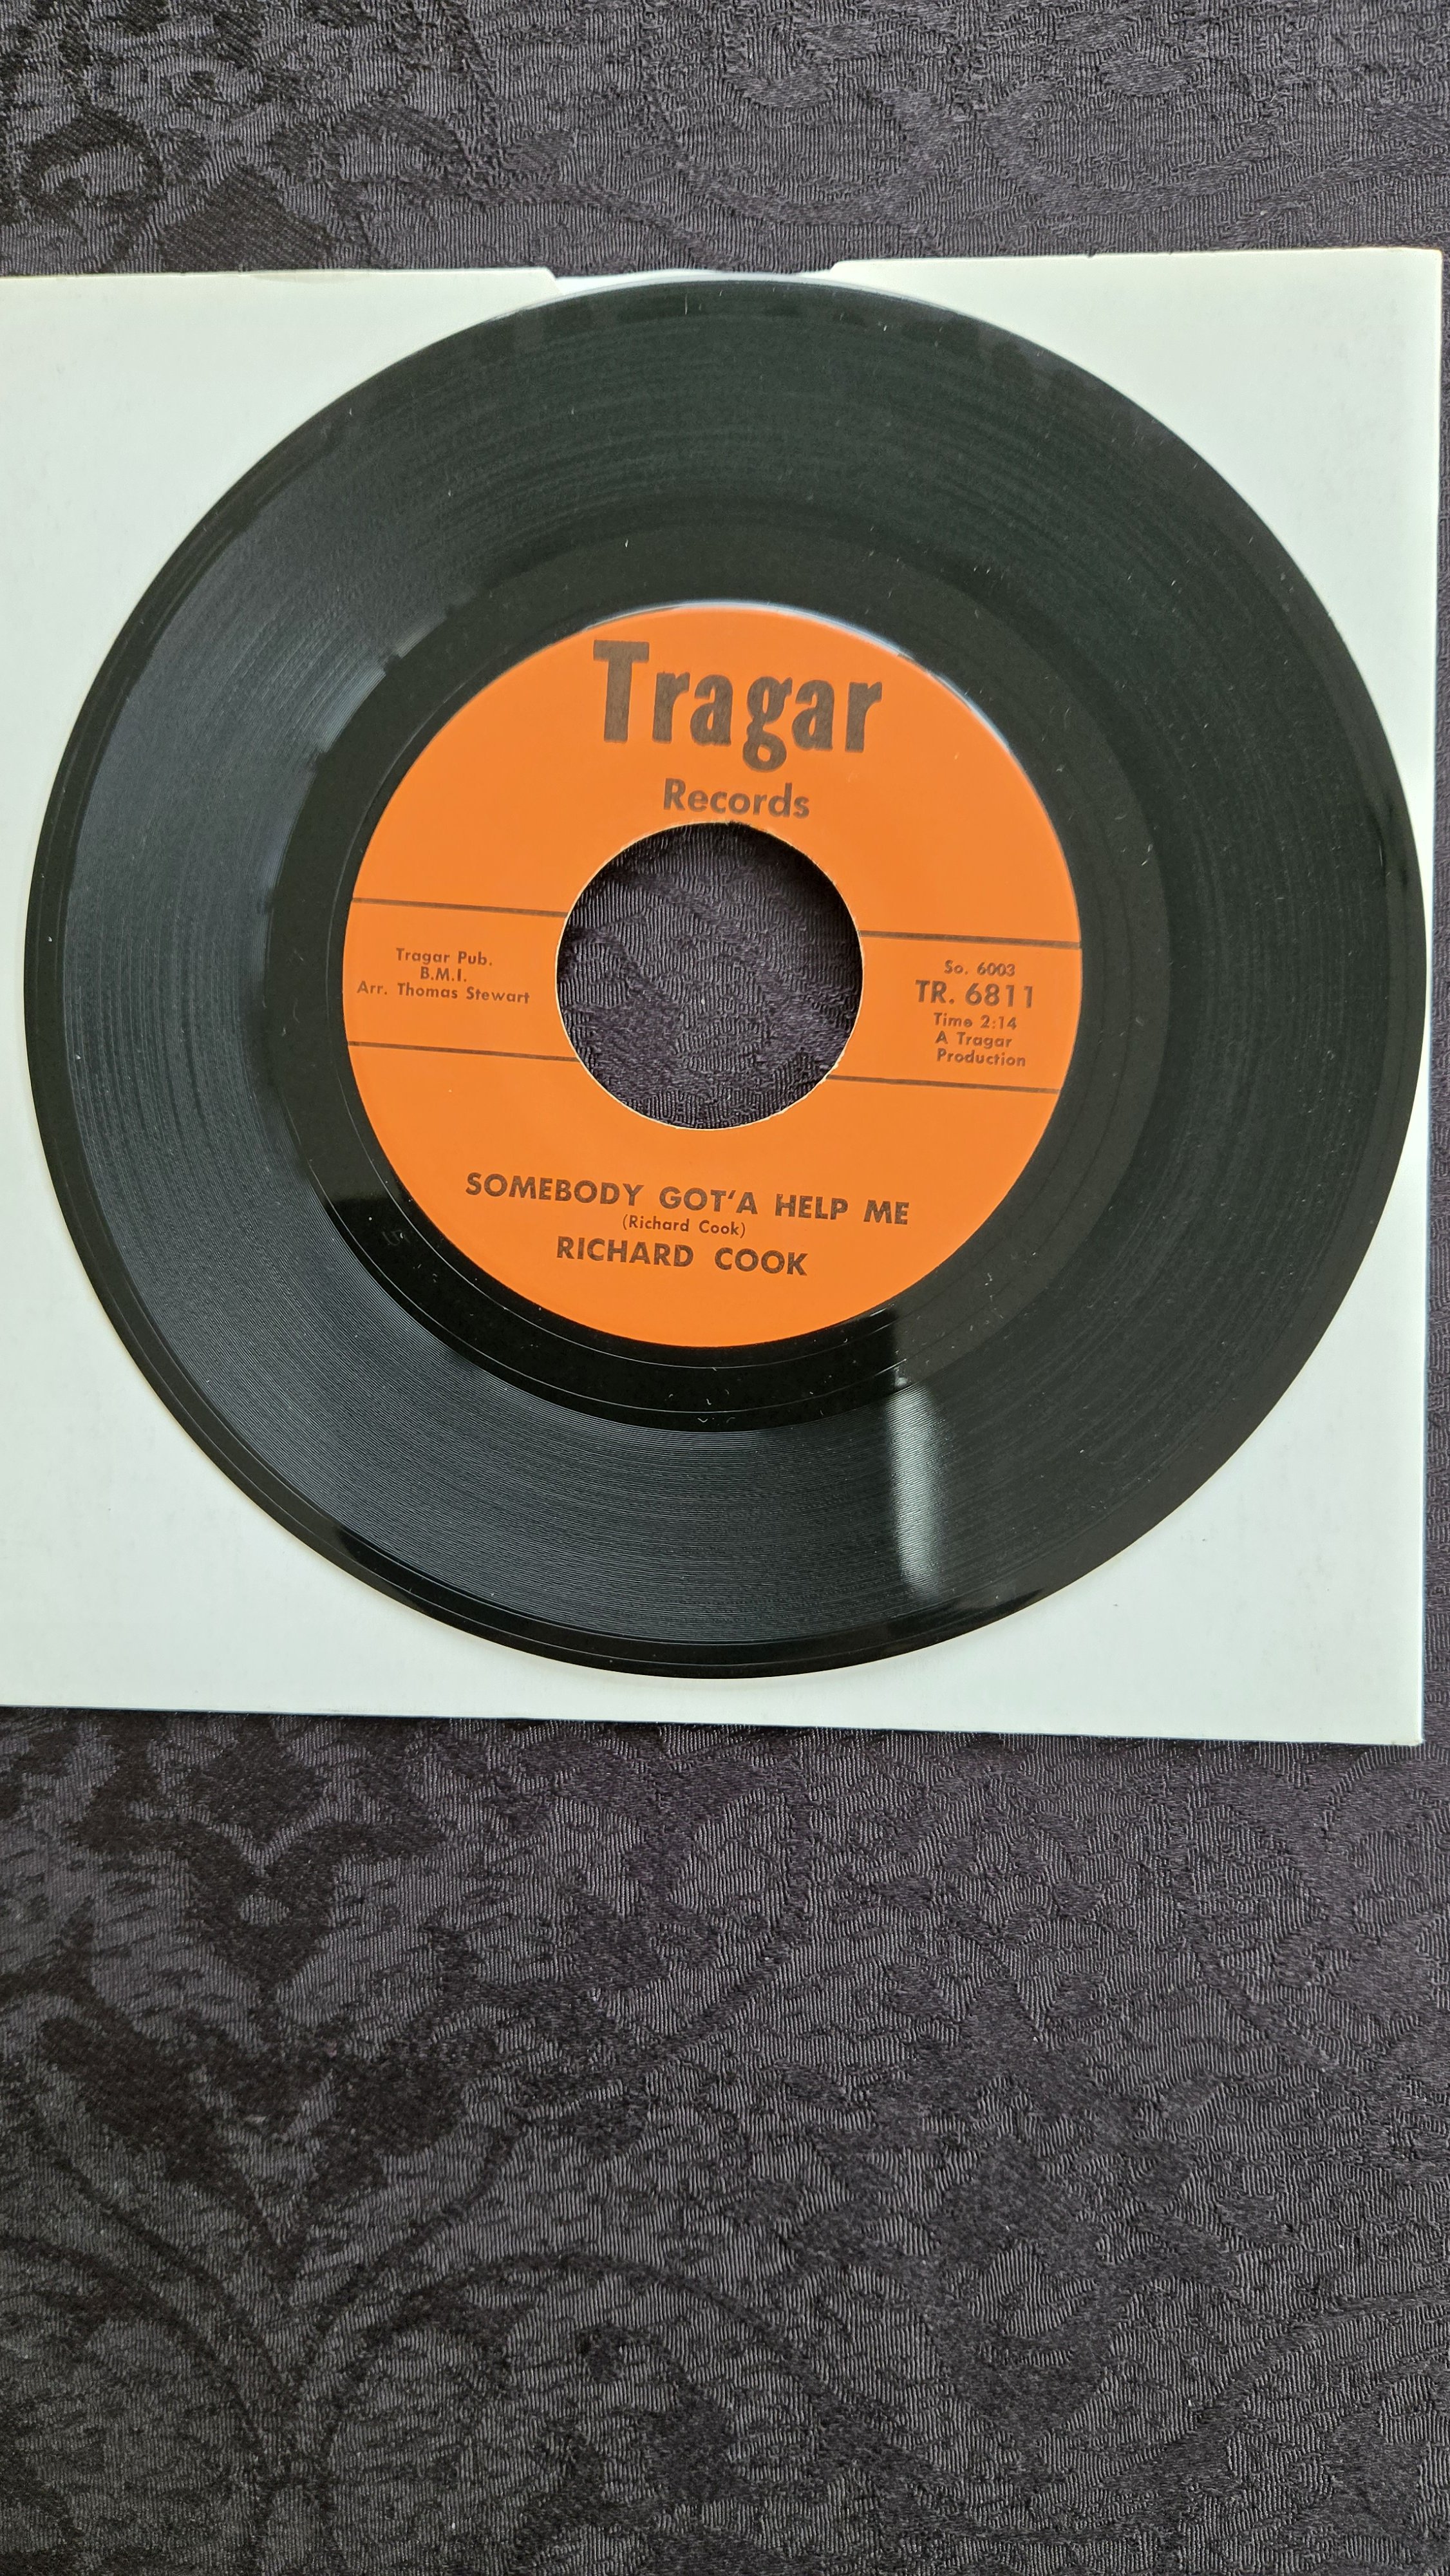 Tragar
Records
Tragar Pub.
B.M.I.
Arr. Thomas Stewart
So. 6003
TR. 6811
Time 2:14
A Tragar
Production
SOMEBODY GOT'A HELP ME
(Richard Cook)
RICHARD COOK